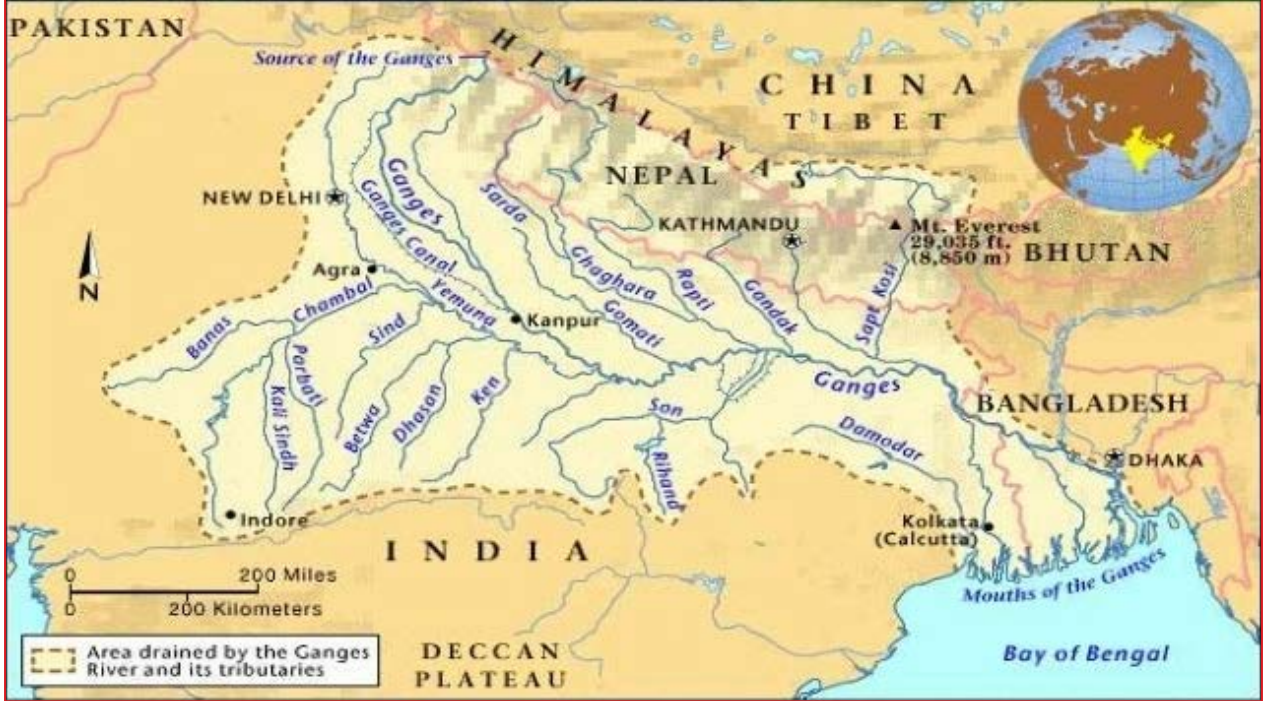 PAKISTAN
Source of the Ganges
HIMALAYAS
CHINA
TIBET
NEW DELHI
Ganges
Ganges Canal
Sarda
NEPAL
KATHMANDU
Mt. Everest
29,035 ft.
(8,850 m)
BHUTAN
N
Agra
Yemuna
Kanpur
Ghaghara
Gomati
Rapti
Gandak
Sapt Kosi
Banas
Chambal
Sind
Parbati
Kali Sindh
Betwa
Dhasan
Ken
Son
Rihand
Ganges
Damodar
BANGLADESH
DHAKA
Indore
INDIA
Kolkata
(Calcutta)
Mouths of the Ganges
0
200 Miles
0
200 Kilometers
Area drained by the Ganges
River and its tributaries
DECCAN
PLATEAU
Bay of Bengal